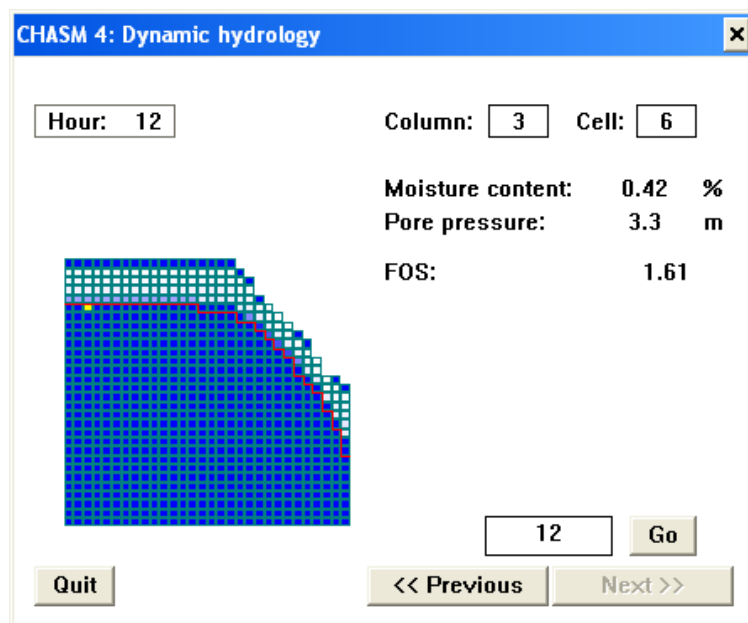 CHASM 4: Dynamic hydrology
Hour: 12
Column: 3 Cell: 6
Moisture content: 0.42 %
Pore pressure: 3.3 m
FOS: 1.61
12 Go
Quit << Previous Next >>